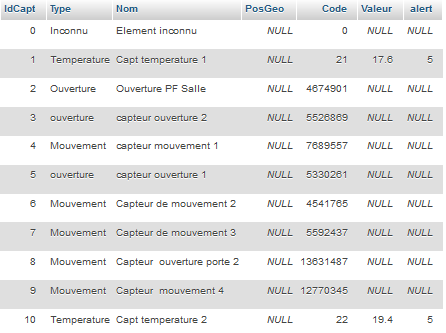 IdCapt Type Nom PosGeo Code Valeur alert
0 Inconnu Element inconnu NULL 0 NULL NULL
1 Temperature Capt temperature 1 NULL 21 17.6 5
2 Ouverture Ouverture PF Salle NULL 4674901 NULL NULL
3 ouverture capteur ouverture 2 NULL 5526869 NULL NULL
4 Mouvement capteur mouvement 1 NULL 7689557 NULL NULL
5 ouverture capteur ouverture 1 NULL 5330261 NULL NULL
6 Mouvement Capteur de mouvement 2 NULL 4541765 NULL NULL
7 Mouvement Capteur de mouvement 3 NULL 5592437 NULL NULL
8 Mouvement Capteur ouverture porte 2 NULL 13631487 NULL NULL
9 Mouvement Capteur mouvement 4 NULL 12770345 NULL NULL
10 Temperature Capt temperature 2 NULL 22 19.4 5